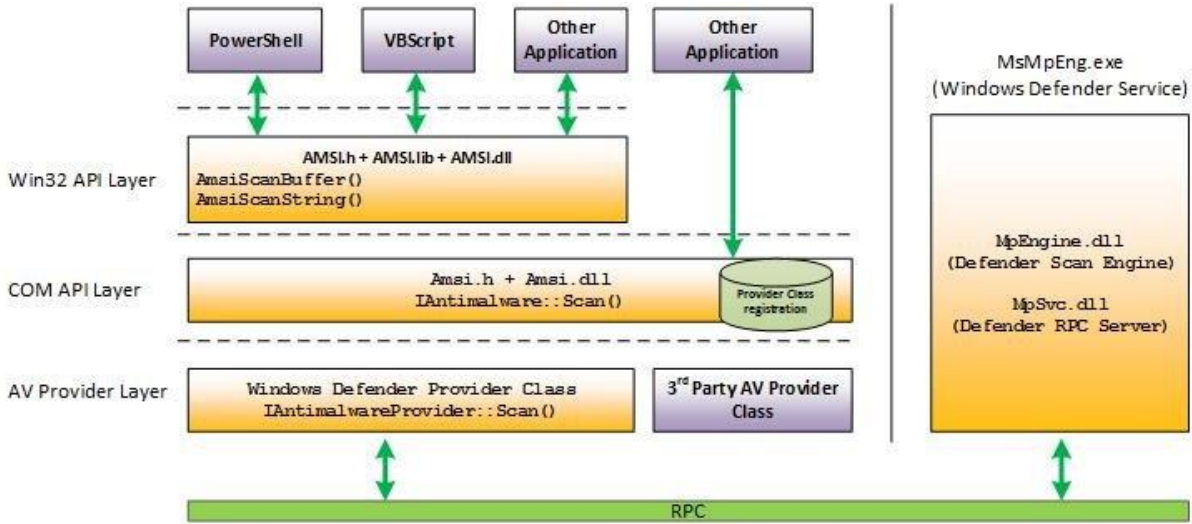 PowerShell
VBScript
Other
Application
Other
Application
MsMpEng.exe
(Windows Defender Service)
Win32 API Layer
AMSI.h + AMSI.lib + AMSI.dll
AmsiScanBuffer()
AmsiScanString()
COM API Layer
Amsi.h + Amsi.dll
IAntimalware::Scan()
Provider Class
registration
MpEngine.dll
(Defender Scan Engine)
MpSvc.dll
(Defender RPC Server)
AV Provider Layer
Windows Defender Provider Class
IAntimalwareProvider::Scan()
3rd Party AV Provider
Class
RPC